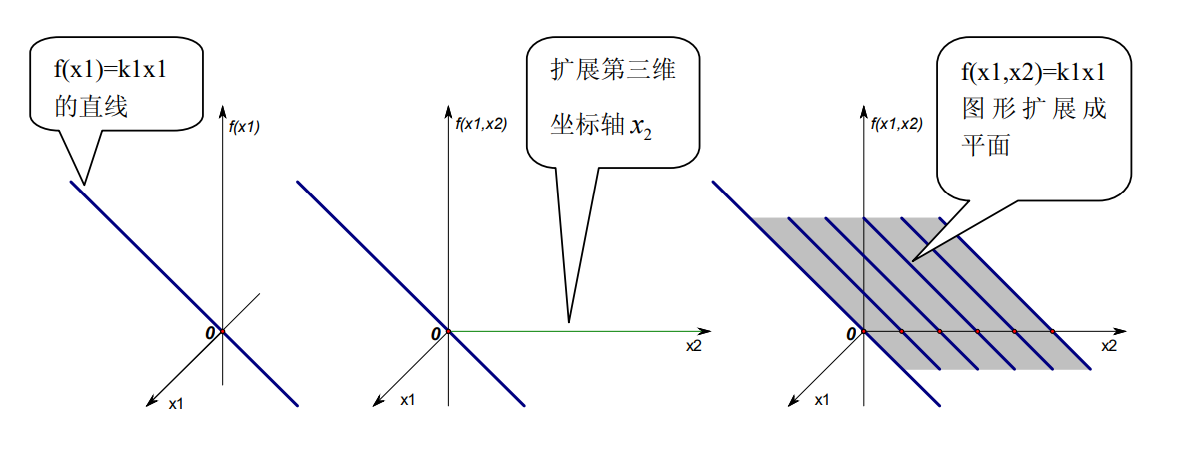 f(x1)=k1x1
的直线
f(x1)
0
x1
扩展第三维
坐标轴 x₂
f(x1,x2)
0
x2
x1
f(x1,x2)=k1x1
图形扩展成
平面
f(x1,x2)
0
x2
x1